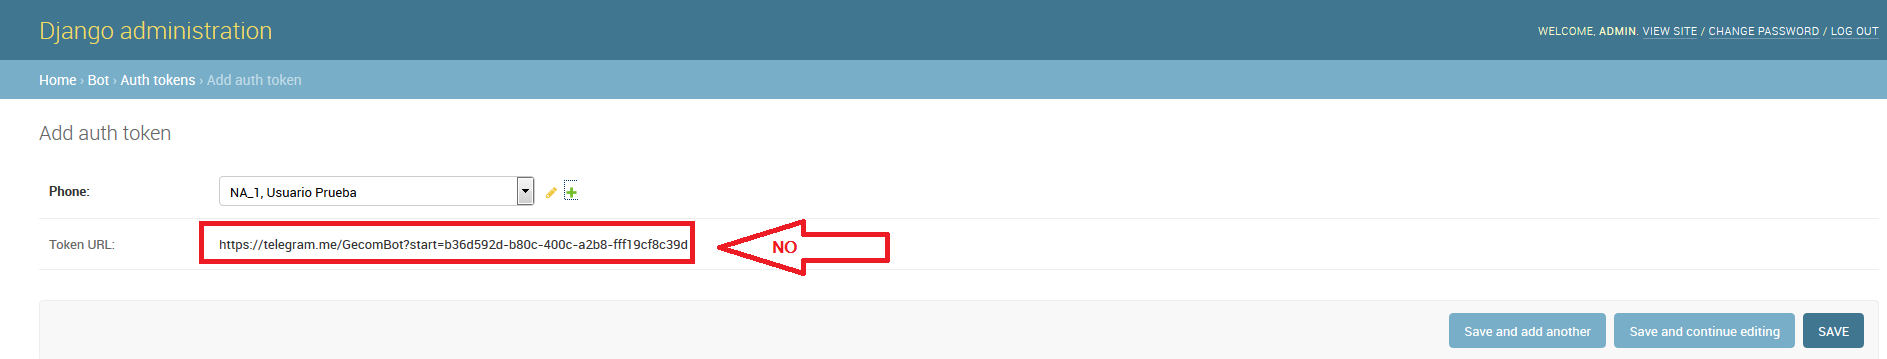 Django administration
WELCOME, ADMIN. VIEW SITE / CHANGE PASSWORD / LOG OUT
Home › Bot › Auth tokens › Add auth token
Add auth token
Phone: NA_1, Usuario Prueba
Token URL: https://telegram.me/GecomBot?start=b36d592d-b80c-400c-a2b8-fff19cf8c39d NO
Save and add another Save and continue editing SAVE